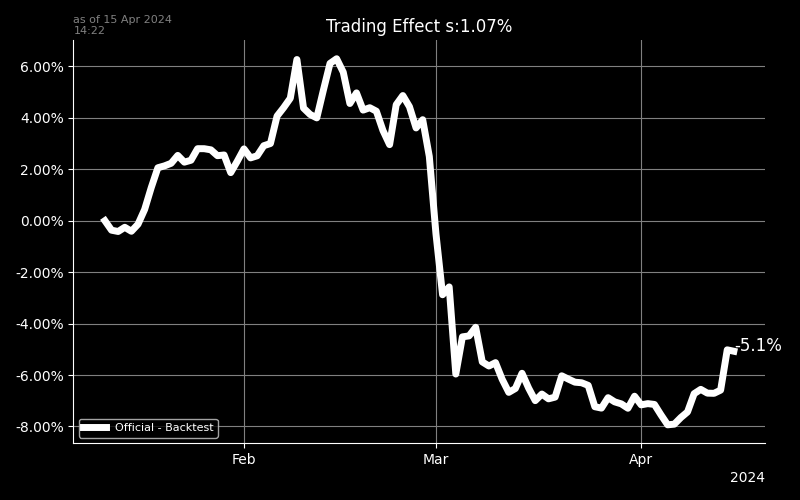 as of 15 Apr 2024
14:22
Trading Effect s:1.07%
6.00%
4.00%
2.00%
0.00%
-2.00%
-4.00%
-6.00%
-8.00%
-5.1%
Official - Backtest
Feb
Mar
Apr
2024